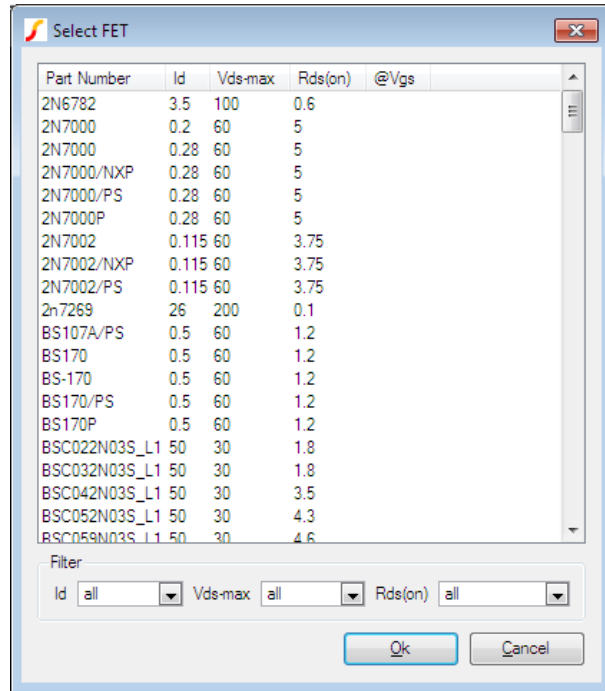 Select FET
Part Number Id Vds-max Rds(on) @Vgs
2N6782 3.5 100 0.6
2N7000 0.2 60 5
2N7000 0.28 60 5
2N7000/NXP 0.28 60 5
2N7000/PS 0.28 60 5
2N7000P 0.28 60 5
2N7002 0.115 60 3.75
2N7002/NXP 0.115 60 3.75
2N7002/PS 0.115 60 3.75
2n7269 26 200 0.1
BS107A/PS 0.5 60 1.2
BS170 0.5 60 1.2
BS-170 0.5 60 1.2
BS170/PS 0.5 60 1.2
BS170P 0.5 60 1.2
BSC022N03S_L1 50 30 1.8
BSC032N03S_L1 50 30 1.8
BSC042N03S_L1 50 30 3.5
BSC052N03S_L1 50 30 4.3
BSC059N03S_L1 50 30 4.6
Filter
Id all Vds-max all Rds(on) all
Ok Cancel